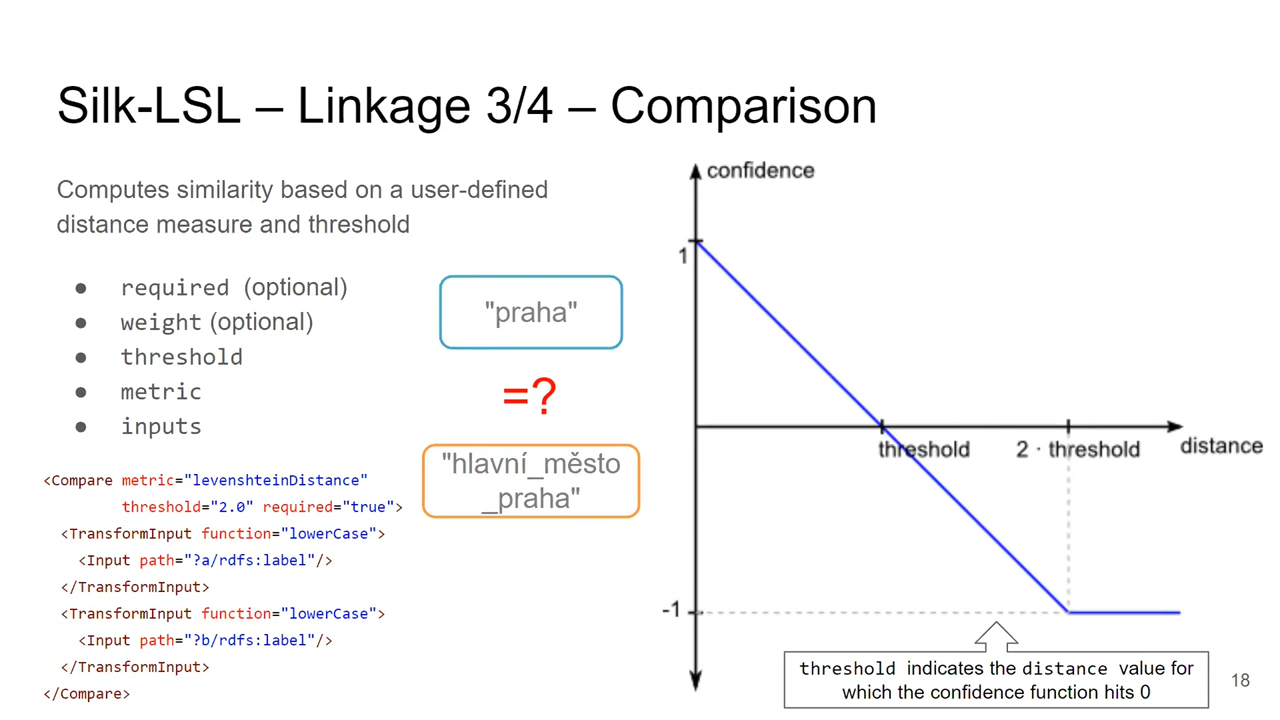 Silk-LSL – Linkage 3/4 – Comparison
Computes similarity based on a user-defined
distance measure and threshold
● required (optional)
● weight (optional)
● threshold
● metric
● inputs
<Compare metric="levenshteinDistance"
threshold="2.0" required="true">
<TransformInput function="lowerCase">
<Input path="?a/rdfs:label"/>
</TransformInput>
<TransformInput function="lowerCase">
<Input path="?b/rdfs:label"/>
</TransformInput>
</Compare>
"praha"
=?
"hlavní_město
_praha"
confidence
1
threshold
2 · threshold
distance
-1
threshold indicates the distance value for
which the confidence function hits 0
18